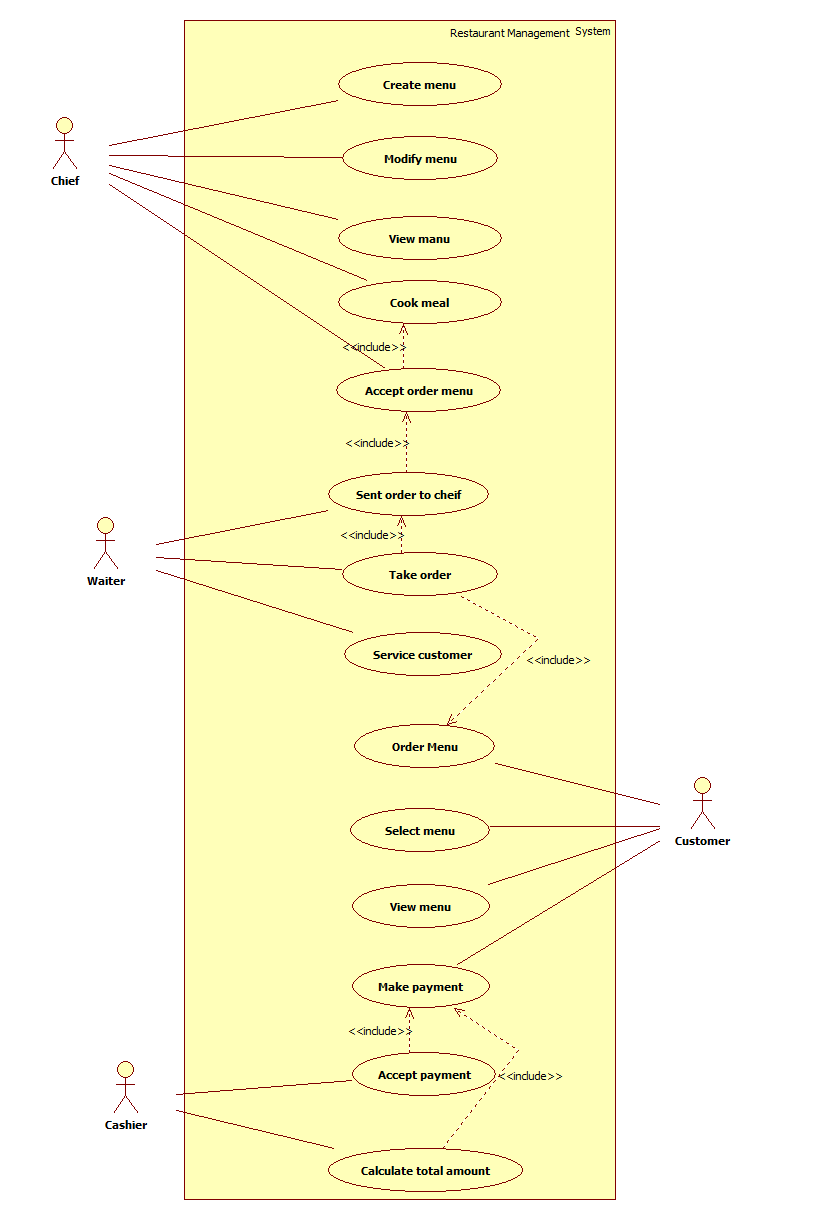 Restaurant Management System
Create menu
Chief
Modify menu
View manu
Cook meal
<<include>>
Accept order menu
<<include>>
Sent order to cheif
<<include>>
Waiter
Take order
Service customer
<<include>>
Order Menu
Select menu
Customer
View menu
Make payment
<<include>>
Accept payment
<<include>>
Cashier
Calculate total amount